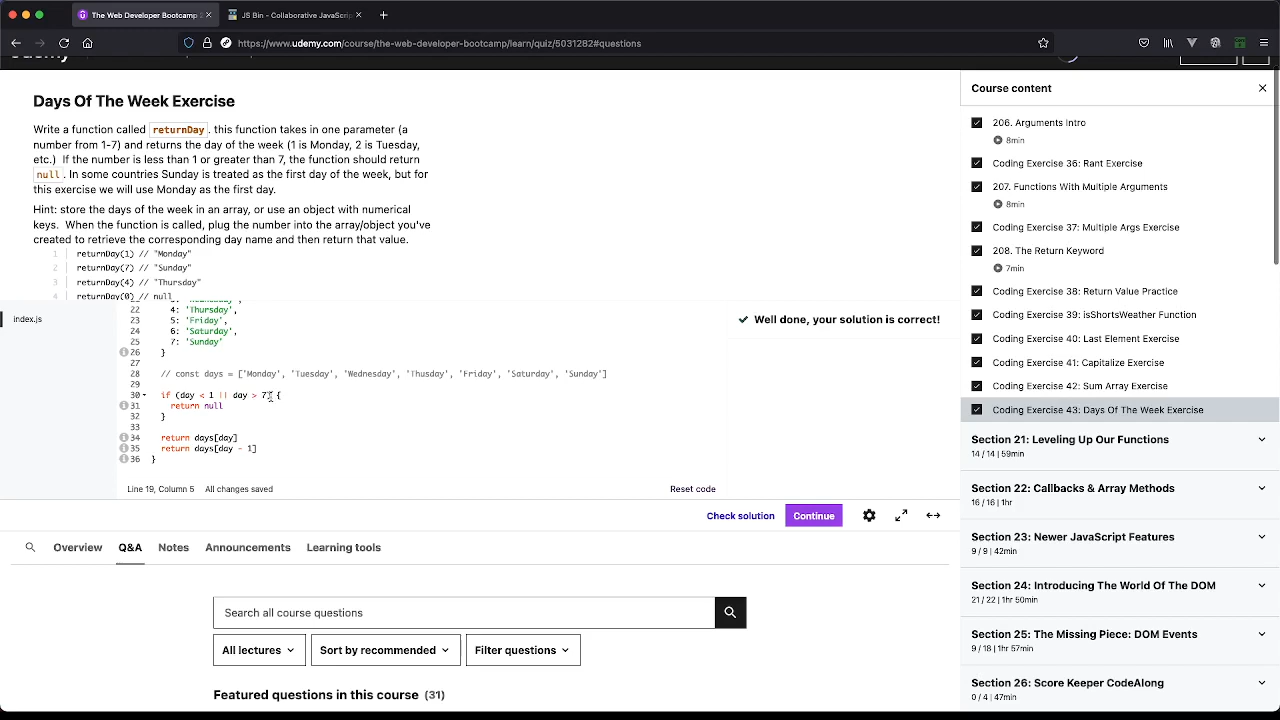 The Web Developer Bootcamp 2
JS Bin - Collaborative JavaScrip
https://www.udemy.com/course/the-web-developer-bootcamp/learn/quiz/5031282#questions
Days Of The Week Exercise
Write a function called returnDay. this function takes in one parameter (a
number from 1-7) and returns the day of the week (1 is Monday, 2 is Tuesday,
etc.) If the number is less than 1 or greater than 7, the function should return
null. In some countries Sunday is treated as the first day of the week, but for
this exercise we will use Monday as the first day.
Hint: store the days of the week in an array, or use an object with numerical
keys. When the function is called, plug the number into the array/object you've
created to retrieve the corresponding day name and then return that value.
1 returnDay(1) // "Monday"
2 returnDay(7) // "Sunday"
3 returnDay(4) // "Thursday"
4 returnDay(0) // null
index.js
22 4: 'Thursday',
23 5: 'Friday',
24 6: 'Saturday',
25 7: 'Sunday'
26 }
27
28 // const days = ['Monday', 'Tuesday', 'Wednesday', 'Thusday', 'Friday', 'Saturday', 'Sunday']
29
30 if (day < 1 || day > 7) {
31 return null
32 }
33
34 return days[day]
35 return days[day - 1]
36 }
Well done, your solution is correct!
Line 19, Column 5 All changes saved
Reset code
Check solution
Continue
Overview
Q&A
Notes
Announcements
Learning tools
Search all course questions
All lectures
Sort by recommended
Filter questions
Featured questions in this course (31)
Course content
206. Arguments Intro
8min
Coding Exercise 36: Rant Exercise
207. Functions With Multiple Arguments
8min
Coding Exercise 37: Multiple Args Exercise
208. The Return Keyword
7min
Coding Exercise 38: Return Value Practice
Coding Exercise 39: isShortsWeather Function
Coding Exercise 40: Last Element Exercise
Coding Exercise 41: Capitalize Exercise
Coding Exercise 42: Sum Array Exercise
Coding Exercise 43: Days Of The Week Exercise
Section 21: Leveling Up Our Functions
14 / 14 | 59min
Section 22: Callbacks & Array Methods
16 / 16 | 1hr
Section 23: Newer JavaScript Features
9 / 9 | 42min
Section 24: Introducing The World Of The DOM
21 / 22 | 1hr 50min
Section 25: The Missing Piece: DOM Events
9 / 18 | 1hr 57min
Section 26: Score Keeper CodeAlong
0 / 4 | 47min